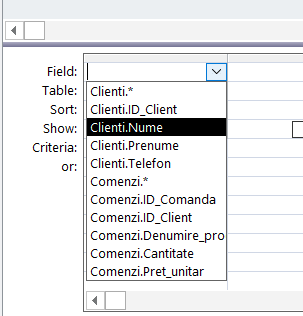 Field:
Table:
Sort:
Show:
Criteria:
or:
Clienti.*
Clienti.ID_Client
Clienti.Nume
Clienti.Prenume
Clienti.Telefon
Comenzi.*
Comenzi.ID_Comanda
Comenzi.ID_Client
Comenzi.Denumire_pro
Comenzi.Cantitate
Comenzi.Pret_unitar